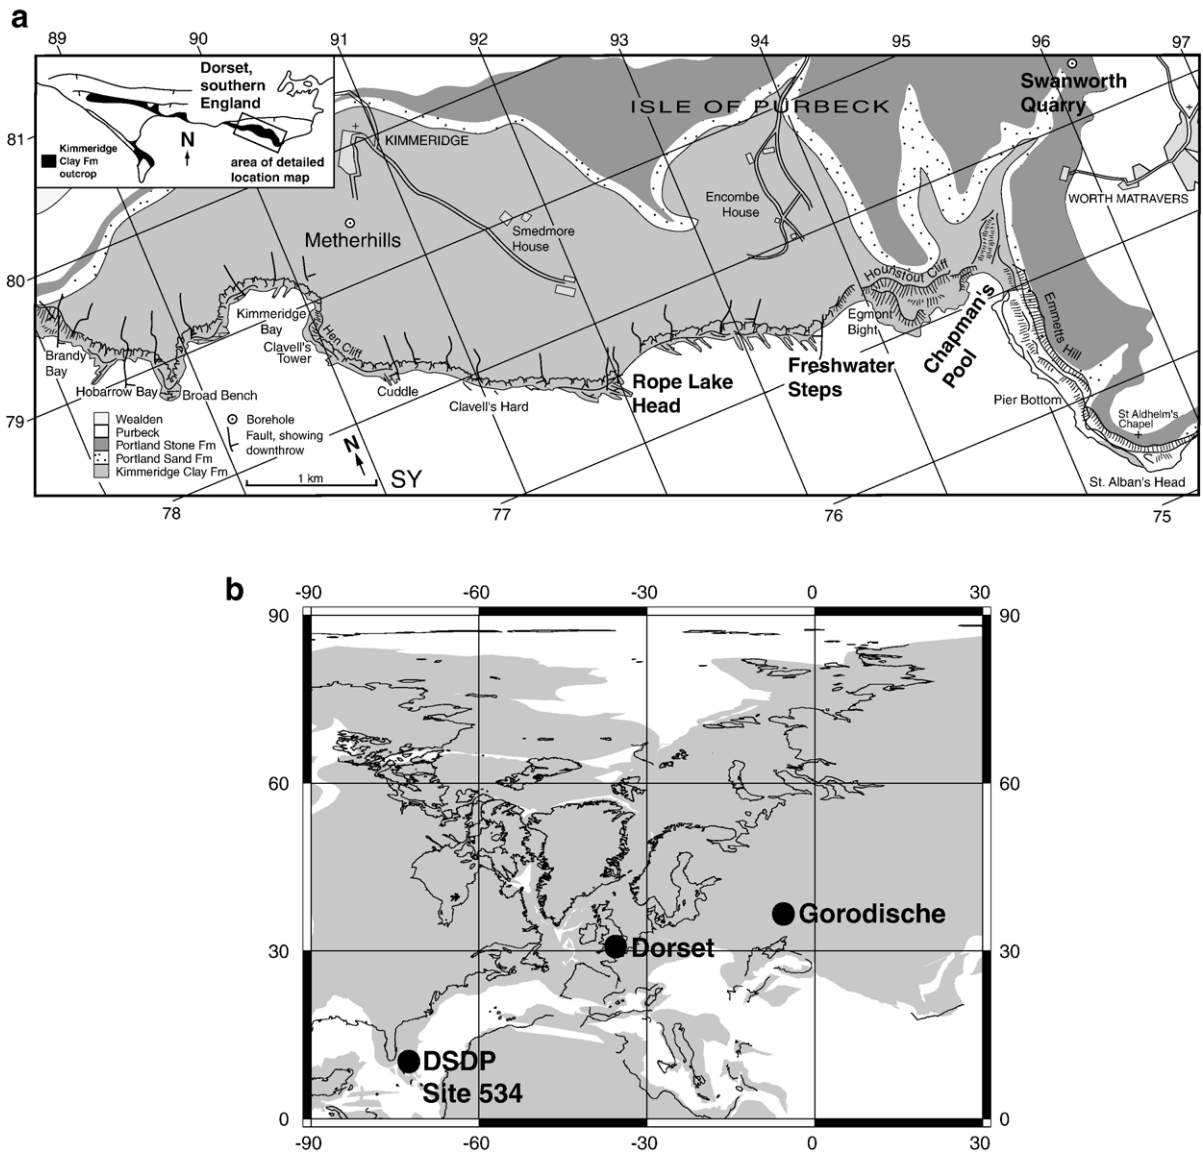 a
89
90
91
92
93
94
95
96
97
Dorset,
southern
England
N
Kimmeridge
Clay Fm
outcrop
area of detailed
location map
81
80
79
ISLE OF PURBECK
Swanworth
Quarry
KIMMERIDGE
WORTH MATRAVERS
Encombe
House
Metherhills
Smedmore
House
Hounstout Cliff
Kimmeridge
Bay
Clavell's
Tower
Hen Cliff
Egmont
Bight
Chapman's
Pool
Emmetts Hill
Brandy
Bay
Hobarrow Bay
Broad Bench
Cuddle
Clavell's Hard
Rope Lake
Head
Freshwater
Steps
Pier Bottom
St Aldhelm's
Chapel
St. Alban's Head
Wealden
Purbeck
Portland Stone Fm
Portland Sand Fm
Kimmeridge Clay Fm
Borehole
Fault, showing
downthrow
N
1 km
SY
78
77
76
75
b
-90
-60
-30
0
30
90
90
60
60
Gorodische
Dorset
30
30
DSDP
Site 534
0
0
-90
-60
-30
0
30